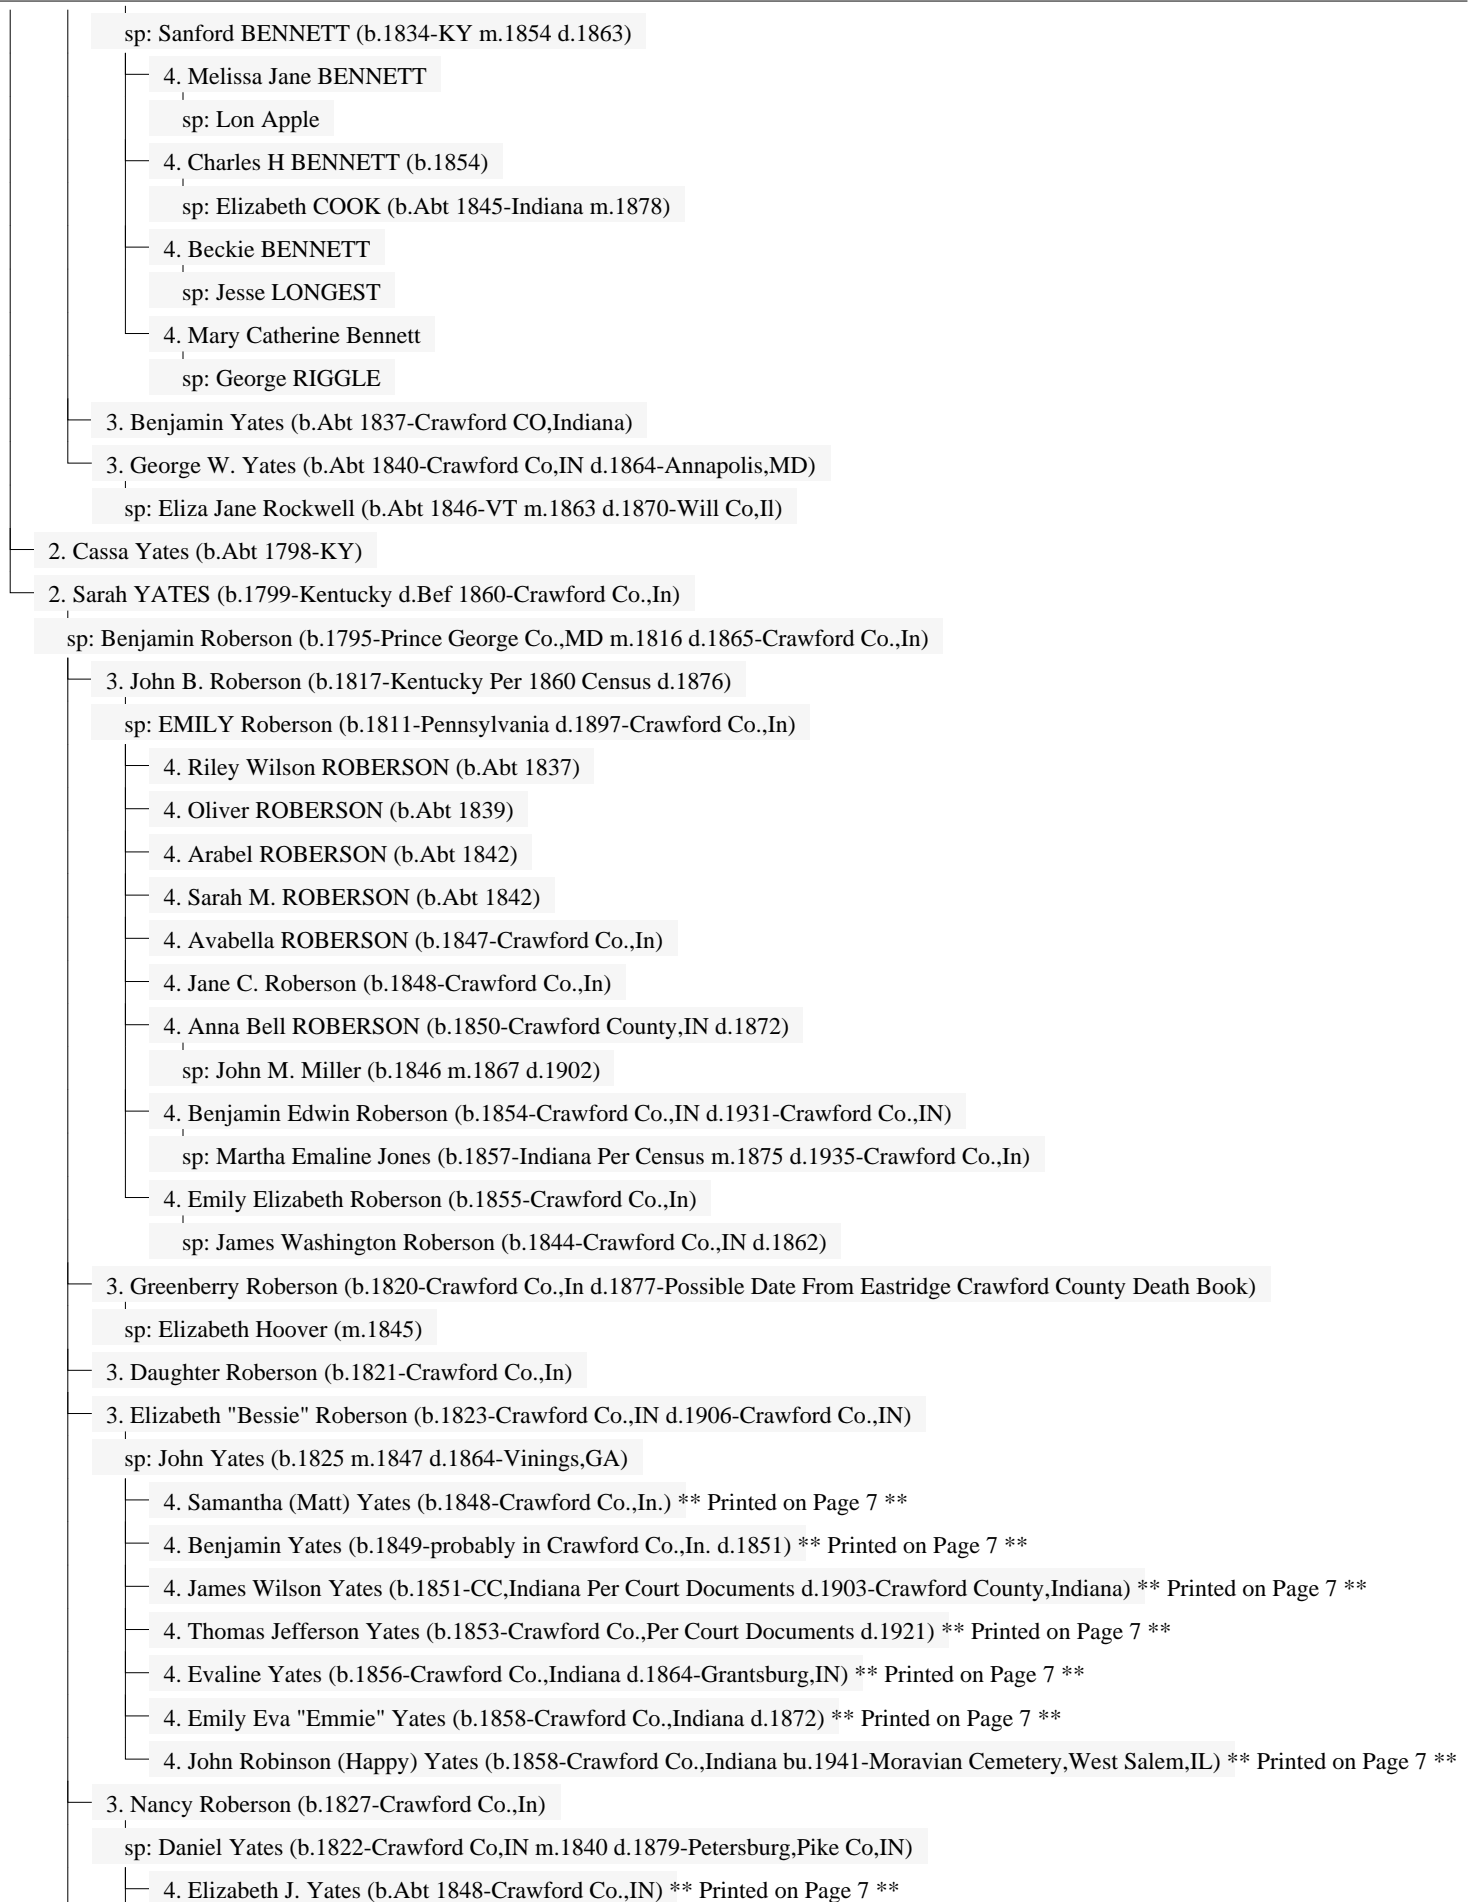 sp: Sanford BENNETT (b.1834-KY m.1854 d.1863)
4. Melissa Jane BENNETT
sp: Lon Apple
4. Charles H BENNETT (b.1854)
sp: Elizabeth COOK (b.Abt 1845-Indiana m.1878)
4. Beckie BENNETT
sp: Jesse LONGEST
4. Mary Catherine Bennett
sp: George RIGGLE
3. Benjamin Yates (b.Abt 1837-Crawford CO,Indiana)
3. George W. Yates (b.Abt 1840-Crawford Co,IN d.1864-Annapolis,MD)
sp: Eliza Jane Rockwell (b.Abt 1846-VT m.1863 d.1870-Will Co,Il)
2. Cassa Yates (b.Abt 1798-KY)
2. Sarah YATES (b.1799-Kentucky d.Bef 1860-Crawford Co.,In)
sp: Benjamin Roberson (b.1795-Prince George Co.,MD m.1816 d.1865-Crawford Co.,In)
3. John B. Roberson (b.1817-Kentucky Per 1860 Census d.1876)
sp: EMILY Roberson (b.1811-Pennsylvania d.1897-Crawford Co.,In)
4. Riley Wilson ROBERSON (b.Abt 1837)
4. Oliver ROBERSON (b.Abt 1839)
4. Arabel ROBERSON (b.Abt 1842)
4. Sarah M. ROBERSON (b.Abt 1842)
4. Avabella ROBERSON (b.1847-Crawford Co.,In)
4. Jane C. Roberson (b.1848-Crawford Co.,In)
4. Anna Bell ROBERSON (b.1850-Crawford County,IN d.1872)
sp: John M. Miller (b.1846 m.1867 d.1902)
4. Benjamin Edwin Roberson (b.1854-Crawford Co.,IN d.1931-Crawford Co.,IN)
sp: Martha Emaline Jones (b.1857-Indiana Per Census m.1875 d.1935-Crawford Co.,In)
4. Emily Elizabeth Roberson (b.1855-Crawford Co.,In)
sp: James Washington Roberson (b.1844-Crawford Co.,IN d.1862)
3. Greenberry Roberson (b.1820-Crawford Co.,In d.1877-Possible Date From Eastridge Crawford County Death Book)
sp: Elizabeth Hoover (m.1845)
3. Daughter Roberson (b.1821-Crawford Co.,In)
3. Elizabeth "Bessie" Roberson (b.1823-Crawford Co.,IN d.1906-Crawford Co.,IN)
sp: John Yates (b.1825 m.1847 d.1864-Vinings,GA)
4. Samantha (Matt) Yates (b.1848-Crawford Co.,In.) ** Printed on Page 7 **
4. Benjamin Yates (b.1849-probably in Crawford Co.,In. d.1851) ** Printed on Page 7 **
4. James Wilson Yates (b.1851-CC,Indiana Per Court Documents d.1903-Crawford County,Indiana) ** Printed on Page 7 **
4. Thomas Jefferson Yates (b.1853-Crawford Co.,Per Court Documents d.1921) ** Printed on Page 7 **
4. Evaline Yates (b.1856-Crawford Co.,Indiana d.1864-Grantsburg,IN) ** Printed on Page 7 **
4. Emily Eva "Emmie" Yates (b.1858-Crawford Co.,Indiana d.1872) ** Printed on Page 7 **
4. John Robinson (Happy) Yates (b.1858-Crawford Co.,Indiana bu.1941-Moravian Cemetery,West Salem,IL) ** Printed on Page 7 **
3. Nancy Roberson (b.1827-Crawford Co.,In)
sp: Daniel Yates (b.1822-Crawford Co,IN m.1840 d.1879-Petersburg,Pike Co,IN)
4. Elizabeth J. Yates (b.Abt 1848-Crawford Co.,IN) ** Printed on Page 7 **